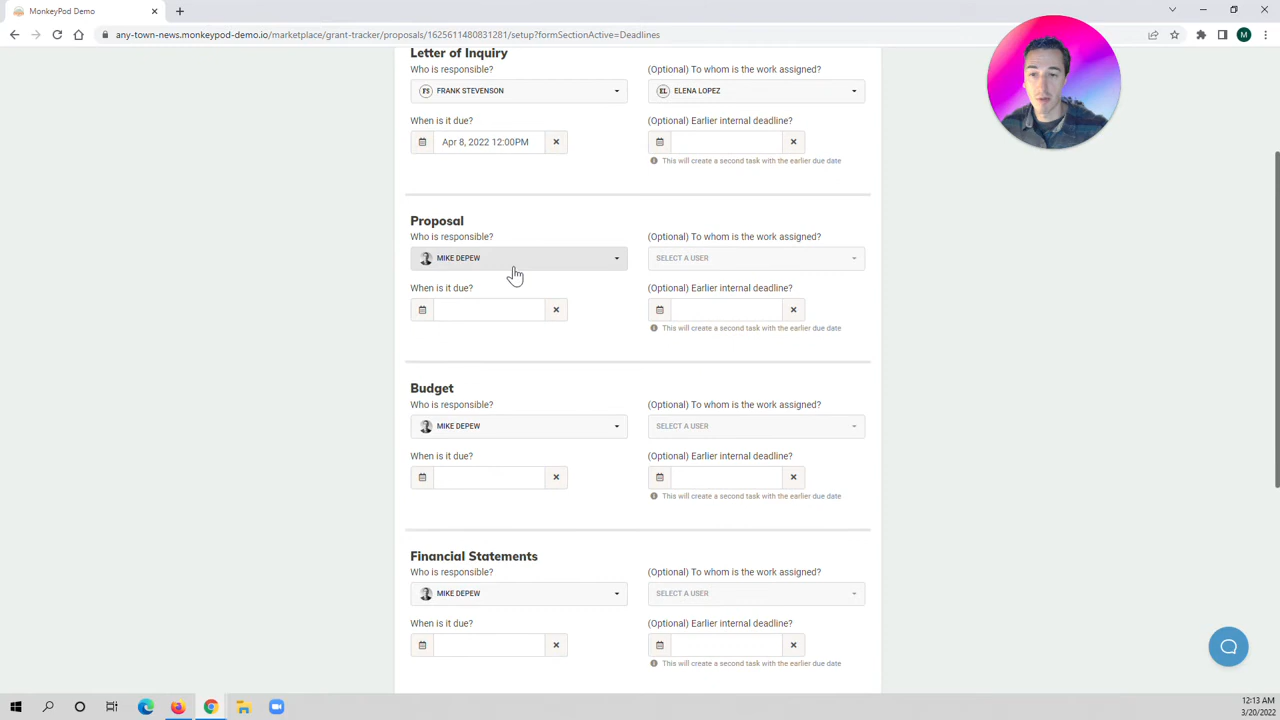 MonkeyPod Demo
any-town-news.monkeypod-demo.io/marketplace/grant-tracker/proposals/1625611480831281/setup?formSectionActive=Deadlines
M
Letter of Inquiry
Who is responsible?
(Optional) To whom is the work assigned?
FS FRANK STEVENSON
EL ELENA LOPEZ
When is it due?
(Optional) Earlier internal deadline?
Apr 8, 2022 12:00PM
This will create a second task with the earlier due date
Proposal
Who is responsible?
(Optional) To whom is the work assigned?
MIKE DEPEW
SELECT A USER
When is it due?
(Optional) Earlier internal deadline?
This will create a second task with the earlier due date
Budget
Who is responsible?
(Optional) To whom is the work assigned?
MIKE DEPEW
SELECT A USER
When is it due?
(Optional) Earlier internal deadline?
This will create a second task with the earlier due date
Financial Statements
Who is responsible?
(Optional) To whom is the work assigned?
MIKE DEPEW
SELECT A USER
When is it due?
(Optional) Earlier internal deadline?
This will create a second task with the earlier due date
12:13 AM
3/20/2022